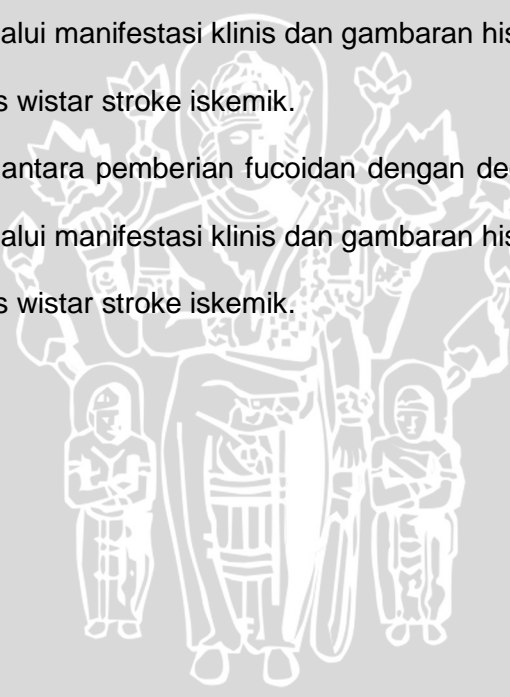 alui manifestasi klinis dan gambaran his
s wistar stroke iskemik.
antara pemberian fucoidan dengan de
alui manifestasi klinis dan gambaran his
s wistar stroke iskemik.